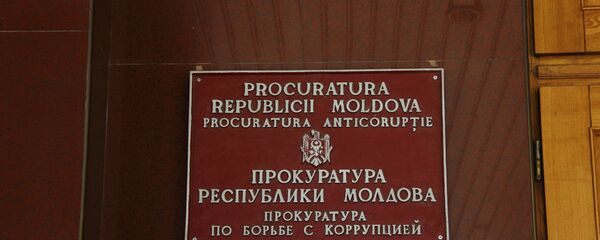 PROCURATURA
REPUBLICII MOLDOVA
PROCURATURA ANTICORUPȚIE
ПРОКУРАТУРА
РЕСПУБЛИКИ МОЛДОВА
ПРОКУРАТУРА
ПО БОРЬБЕ С КОРРУПЦИЕЙ